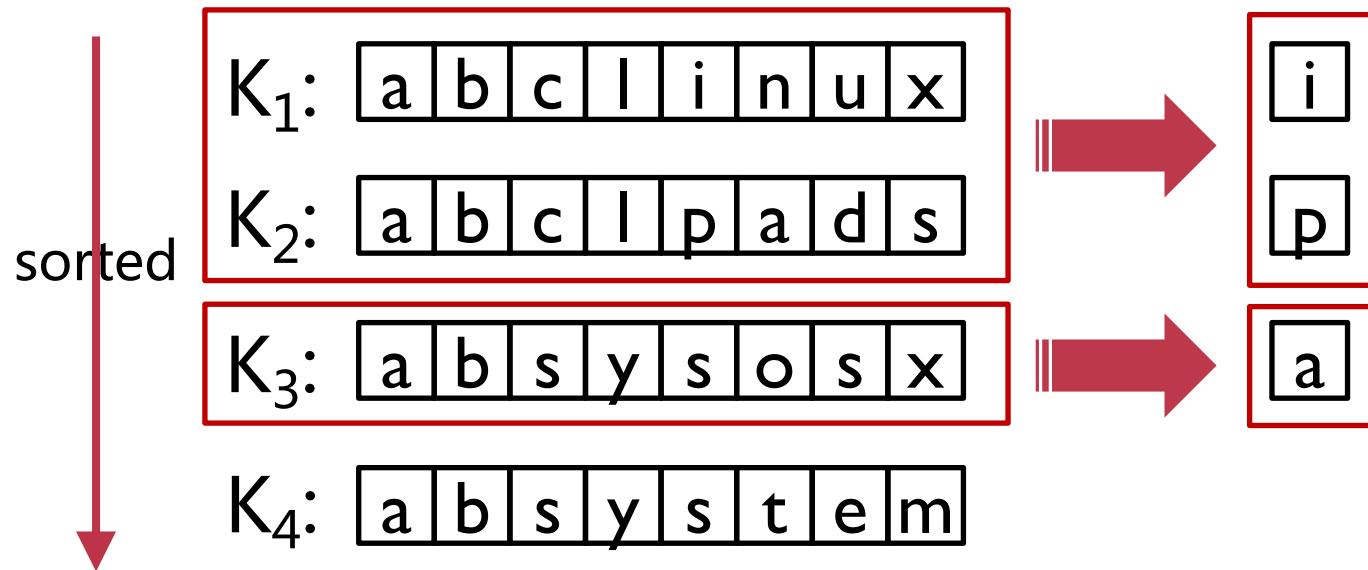 K1: a b c l i n u x i
K2: a b c l p a d s p
sorted
K3: a b s y s o s x a
K4: a b s y s t e m